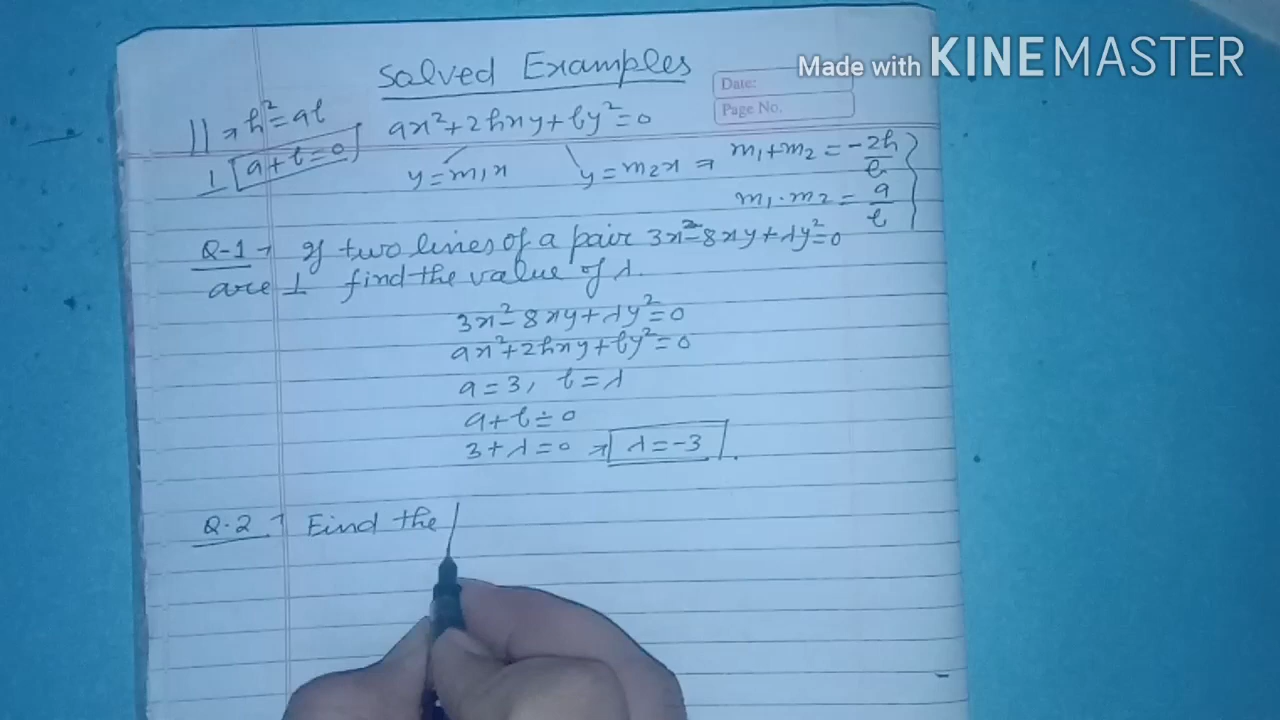 Made with KINEMASTER
Solved Examples
Date:
Page No.
|| → h²=ab
ax²+2hxy+by²=0
⊥ a+b=0
y=m₁x y=m₂x ⇒ m₁+m₂ = -2h/b
m₁·m₂ = a/b
Q-1 → If two lines of a pair 3x²-8xy+λy²=0
are ⊥ find the value of λ.
3x²-8xy+λy²=0
ax²+2hxy+by²=0
a=3, b=λ
a+b=0
3+λ=0 → λ=-3
Q.2 → Find the